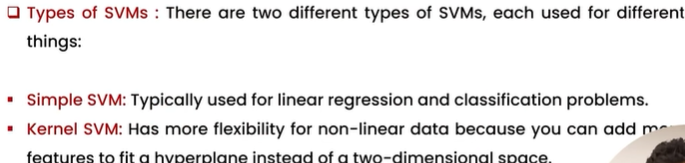 ❑ Types of SVMs : There are two different types of SVMs, each used for different
things:
▪ Simple SVM: Typically used for linear regression and classification problems.
▪ Kernel SVM: Has more flexibility for non-linear data because you can add
features to fit a hyperplane instead of a two-dimensional space.